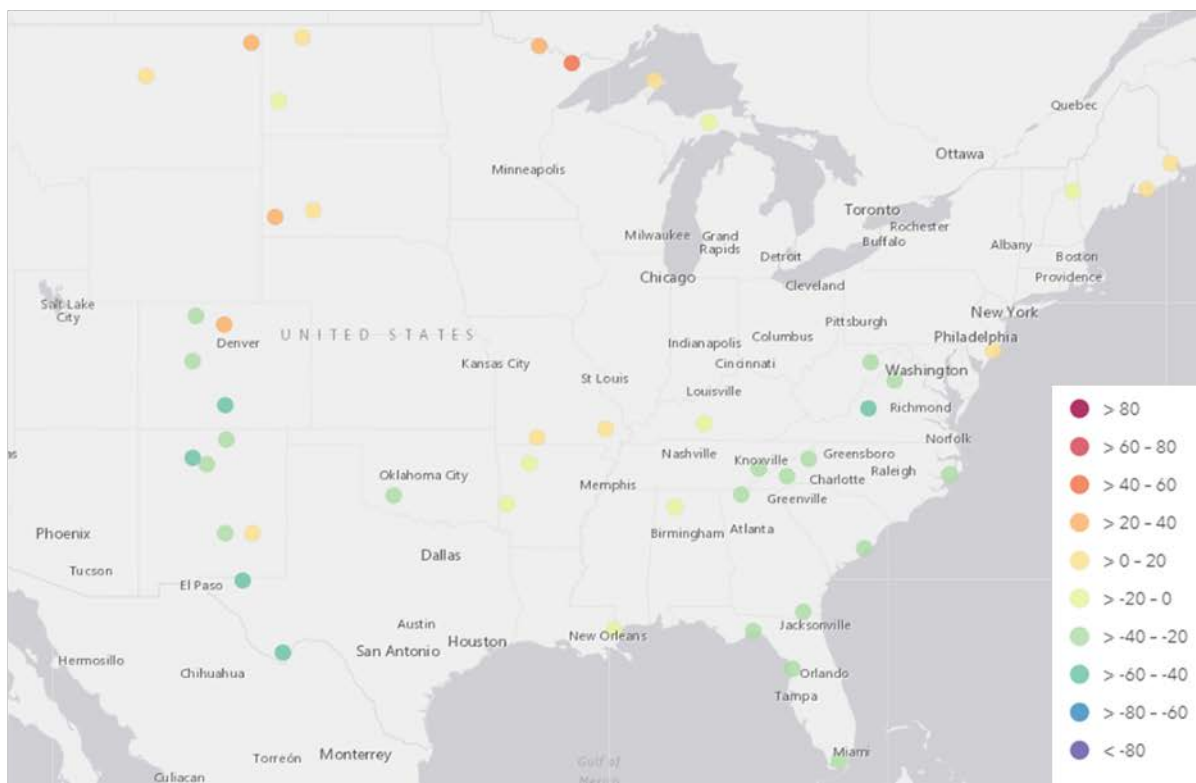 Quebec
Ottawa
Minneapolis
Toronto
Rochester
Milwaukee
Grand
Rapids
Buffalo
Albany
Detroit
Boston
Chicago
Cleveland
Providence
Salt Lake
City
New York
UNITED STATES
Pittsburgh
Denver
Indianapolis
Columbus
Philadelphia
Kansas City
Cincinnati
St Louis
Washington
Louisville
Richmond
Norfolk
Nashville
Knoxville
Greensboro
Oklahoma City
Raleigh
Memphis
Charlotte
Greenville
Phoenix
Birmingham
Atlanta
Dallas
Tucson
El Paso
Austin
Jacksonville
New Orleans
Houston
San Antonio
Hermosillo
Chihuahua
Orlando
Tampa
Torreón
Monterrey
Miami
Gulf of
Culiacan
> 80
> 60 - 80
> 40 - 60
> 20 - 40
> 0 - 20
> -20 - 0
> -40 - -20
> -60 - -40
> -80 - -60
< -80